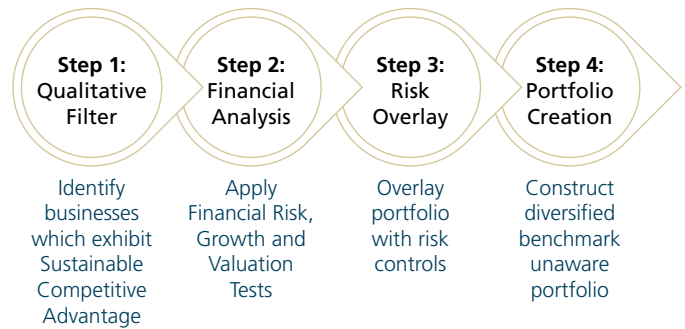 Step 1:
Qualitative
Filter
Identify
businesses
which exhibit
Sustainable
Competitive
Advantage
Step 2:
Financial
Analysis
Apply
Financial Risk,
Growth and
Valuation
Tests
Step 3:
Risk
Overlay
Overlay
portfolio
with risk
controls
Step 4:
Portfolio
Creation
Construct
diversified
benchmark
unaware
portfolio